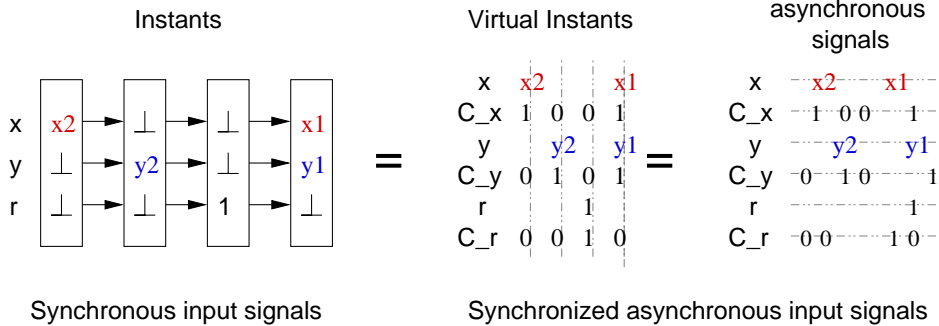 Instants
Virtual Instants
asynchronous
signals
x x2 ⊥ ⊥ x1
y ⊥ y2 ⊥ y1
r ⊥ ⊥ 1 ⊥
=
x x2 x1
C_x 1 0 0 1
y y2 y1
C_y 0 1 0 1
r 1
C_r 0 0 1 0
=
x x2 x1
C_x 1 0 0 1
y y2 y1
C_y 0 1 0 1
r 1
C_r 0 0 1 0
Synchronous input signals
Synchronized asynchronous input signals